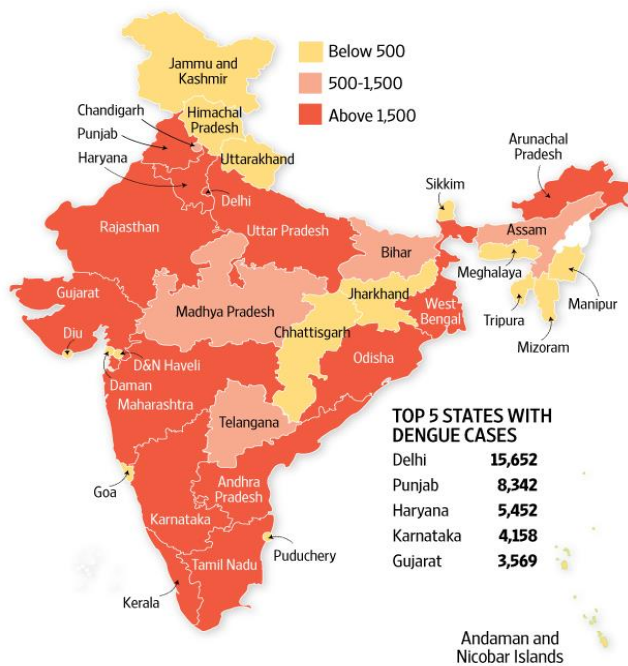 Below 500
500-1,500
Above 1,500
Jammu and
Kashmir
Chandigarh
Himachal
Pradesh
Punjab
Haryana
Uttarakhand
Delhi
Arunachal
Pradesh
Sikkim
Rajasthan
Uttar Pradesh
Assam
Bihar
Meghalaya
Gujarat
Madhya Pradesh
Jharkhand
Manipur
West
Bengal
Tripura
Chhattisgarh
Mizoram
Diu
D&N Haveli
Odisha
Daman
Maharashtra
Telangana
TOP 5 STATES WITH
DENGUE CASES
Delhi 15,652
Punjab 8,342
Haryana 5,452
Karnataka 4,158
Gujarat 3,569
Goa
Andhra
Pradesh
Karnataka
Puduchery
Tamil Nadu
Kerala
Andaman and
Nicobar Islands